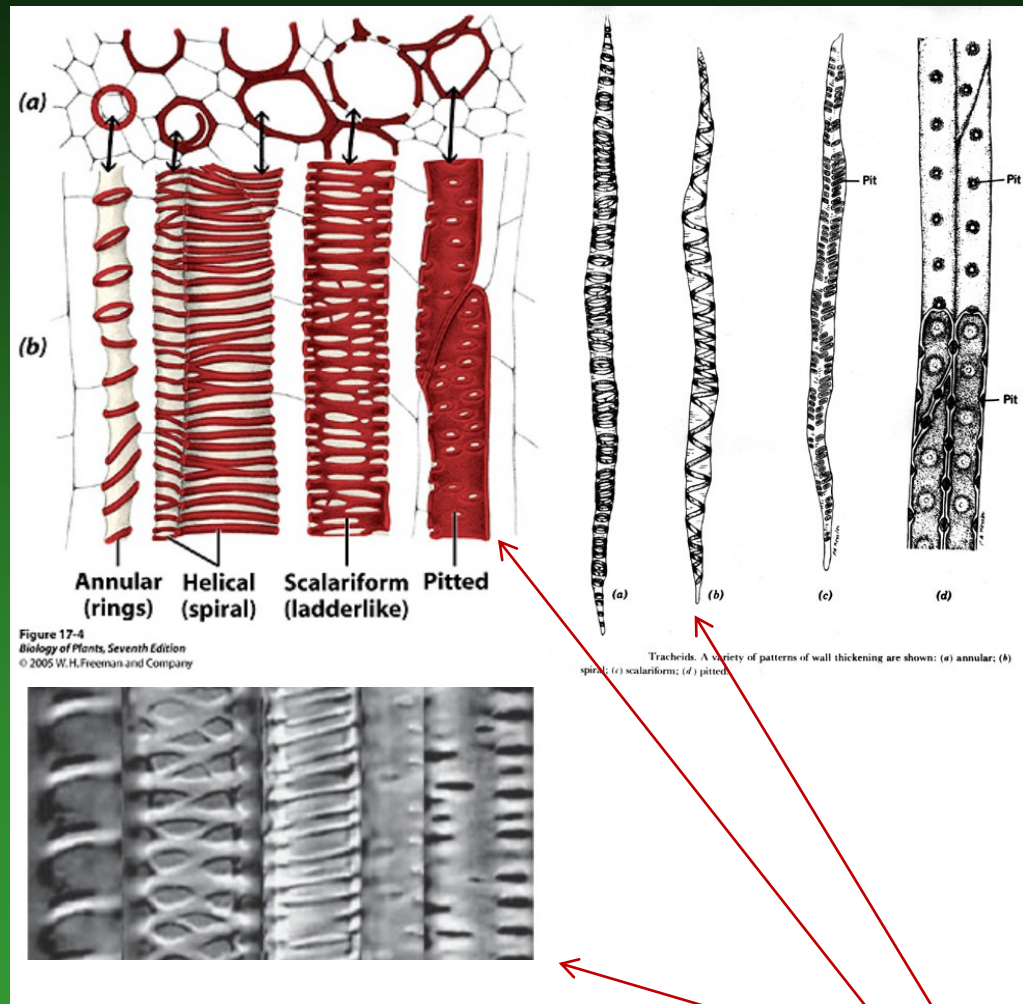 (a)
(b)
Annular (rings)
Helical (spiral)
Scalariform (ladderlike)
Pitted
Figure 17-4
Biology of Plants, Seventh Edition
© 2005 W. H. Freeman and Company
Pit
Pit
Pit
(a)
(b)
(c)
(d)
Tracheids. A variety of patterns of wall thickening are shown: (a) annular; (b)
spiral; (c) scalariform; (d) pitted.